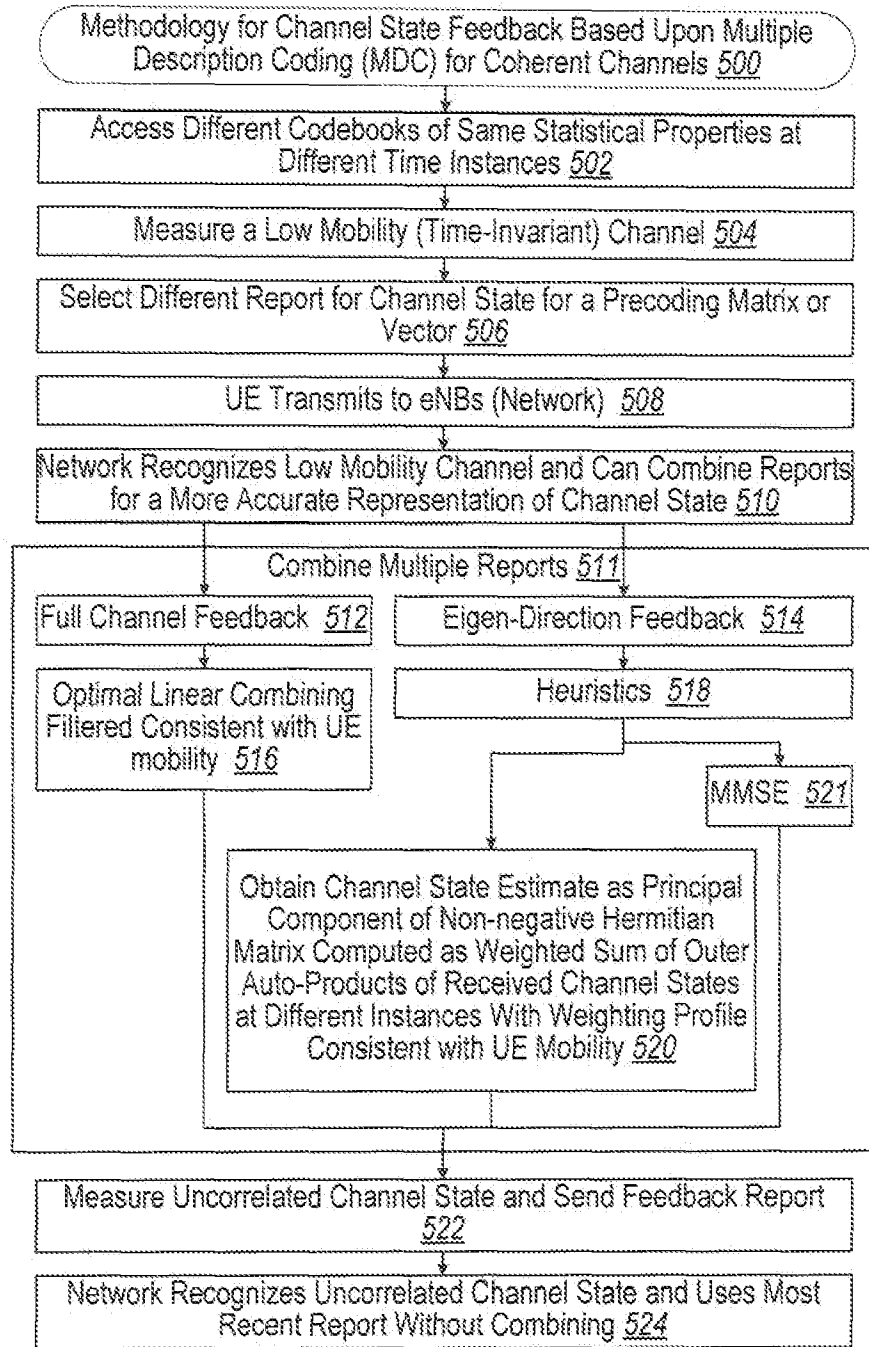 Methodology for Channel State Feedback Based Upon Multiple
Description Coding (MDC) for Coherent Channels 500
Access Different Codebooks of Same Statistical Properties at
Different Time Instances 502
Measure a Low Mobility (Time-Invariant) Channel 504
Select Different Report for Channel State for a Precoding Matrix or
Vector 506
UE Transmits to eNBs (Network) 508
Network Recognizes Low Mobility Channel and Can Combine Reports
for a More Accurate Representation of Channel State 510
Combine Multiple Reports 511
Full Channel Feedback 512
Eigen-Direction Feedback 514
Optimal Linear Combining
Filtered Consistent with UE
mobility 516
Heuristics 518
MMSE 521
Obtain Channel State Estimate as Principal
Component of Non-negative Hermitian
Matrix Computed as Weighted Sum of Outer
Auto-Products of Received Channel States
at Different Instances With Weighting Profile
Consistent with UE Mobility 520
Measure Uncorrelated Channel State and Send Feedback Report
522
Network Recognizes Uncorrelated Channel State and Uses Most
Recent Report Without Combining 524